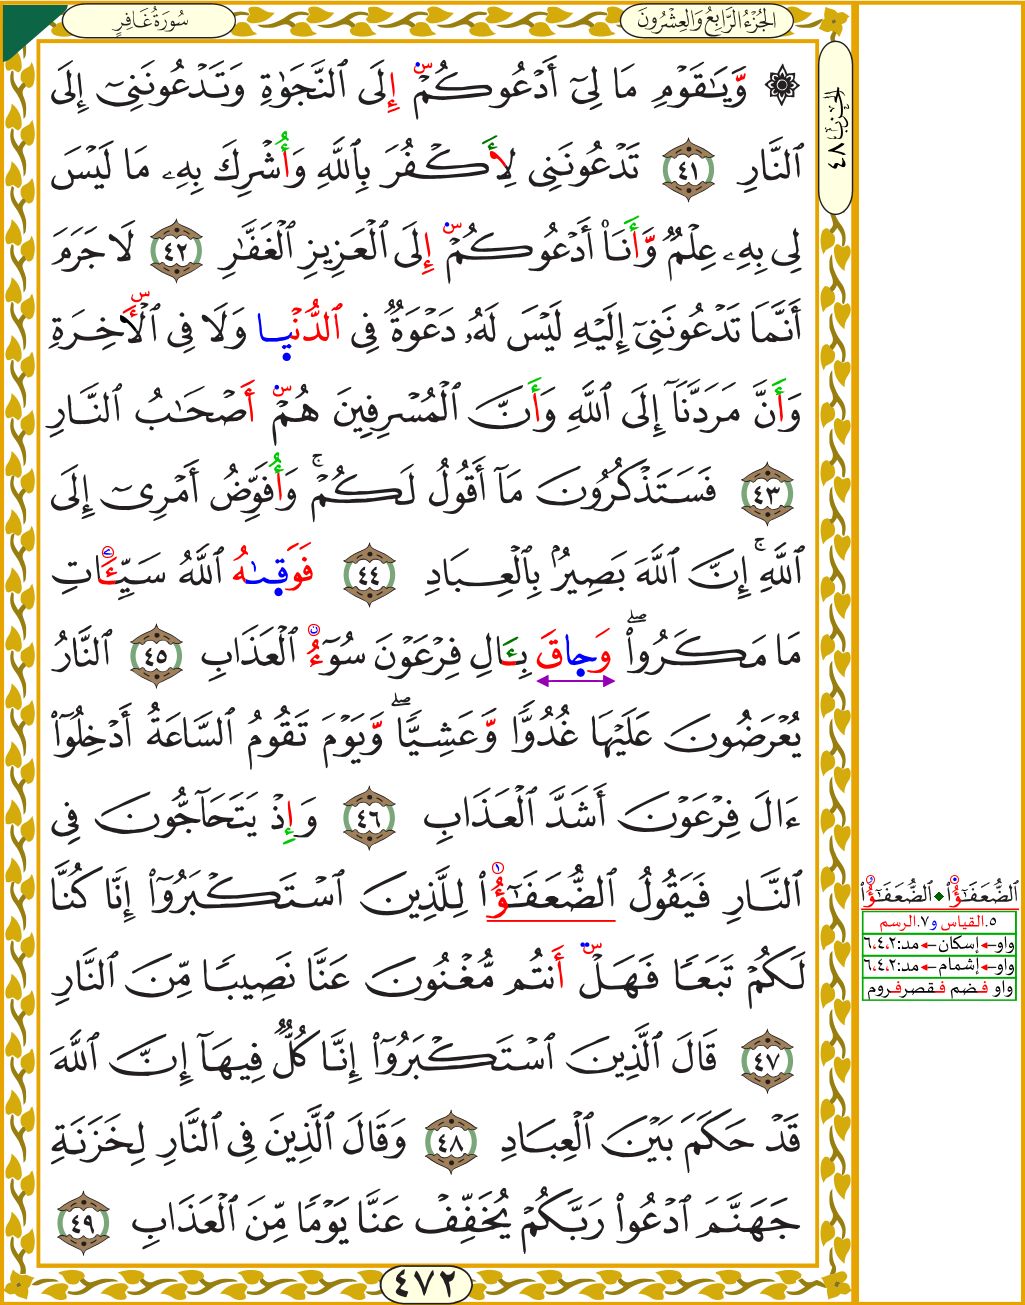 سُورَةُ غَافِرٍ
الجُزْءُ الرَّابِعُ وَالعِشْرُونَ
الحزب ٤٨
۞ وَّيَٰقَوْمِ مَا لِىٓ أَدْعُوكُمْۜ إِلَى ٱلنَّجَوٰةِ وَتَدْعُونَنِىٓ إِلَى
ٱلنَّارِ ٤١ تَدْعُونَنِى لِأَكْفُرَ بِٱللَّهِ وَأُشْرِكَ بِهِۦ مَا لَيْسَ
لِى بِهِۦ عِلْمٌ وَّأَنَا۠ أَدْعُوكُمْۜ إِلَى ٱلْعَزِيزِ ٱلْغَفَّٰرِ ٤٢ لَا جَرَمَ
أَنَّمَا تَدْعُونَنِىٓ إِلَيْهِ لَيْسَ لَهُۥ دَعْوَةٌ فِى ٱلدُّنْيٜا وَلَا فِى ٱلْـَٔاخِرَةِ
وَأَنَّ مَرَدَّنَآ إِلَى ٱللَّهِ وَأَنَّ ٱلْمُسْرِفِينَ هُمْۜ أَصْحَٰبُ ٱلنَّارِ
٤٣ فَسَتَذْكُرُونَ مَآ أَقُولُ لَكُمْۚ وَأُفَوِّضُ أَمْرِىٓ إِلَى
ٱللَّهِۚ إِنَّ ٱللَّهَ بَصِيرٌۢ بِٱلْعِبَادِ ٤٤ فَوَقٜىٰهُ ٱللَّهُ سَيِّـَٔاتِ
مَا مَكَرُوا۟ۖ وَحٜاقَ بِـَٔالِ فِرْعَوْنَ سُوٓءُ ٱلْعَذَابِ ٤٥ ٱلنَّارُ
يُعْرَضُونَ عَلَيْهَا غُدُوًّا وَّعَشِيًّاۖ وَّيَوْمَ تَقُومُ ٱلسَّاعَةُ أَدْخِلُوٓا۟
ءَالَ فِرْعَوْنَ أَشَدَّ ٱلْعَذَابِ ٤٦ وَإِذْ يَتَحَآجُّونَ فِى
ٱلنَّارِ فَيَقُولُ ٱلضُّعَفَٰٓؤُا۟ لِلَّذِينَ ٱسْتَكْبَرُوٓا۟ إِنَّا كُنَّا
لَكُمْ تَبَعًا فَهَلْۜ أَنتُم مُّغْنُونَ عَنَّا نَصِيبًا مِّنَ ٱلنَّارِ
٤٧ قَالَ ٱلَّذِينَ ٱسْتَكْبَرُوٓا۟ إِنَّا كُلٌّ فِيهَآ إِنَّ ٱللَّهَ
قَدْ حَكَمَ بَيْنَ ٱلْعِبَادِ ٤٨ وَقَالَ ٱلَّذِينَ فِى ٱلنَّارِ لِخَزَنَةِ
جَهَنَّمَ ٱدْعُوا۟ رَبَّكُمْ يُخَفِّفْ عَنَّا يَوْمًا مِّنَ ٱلْعَذَابِ ٤٩
٤٧٢
ٱلضُّعَفَٰٓؤْا ♦ ٱلضُّعَفَٰٓؤُا
٥.القياس و٧.الرسم
واو←إسكان←مد:٦،٤،٢
واو←إشمام←مد:٦،٤،٢
واو فـضم فـقصرفـروم